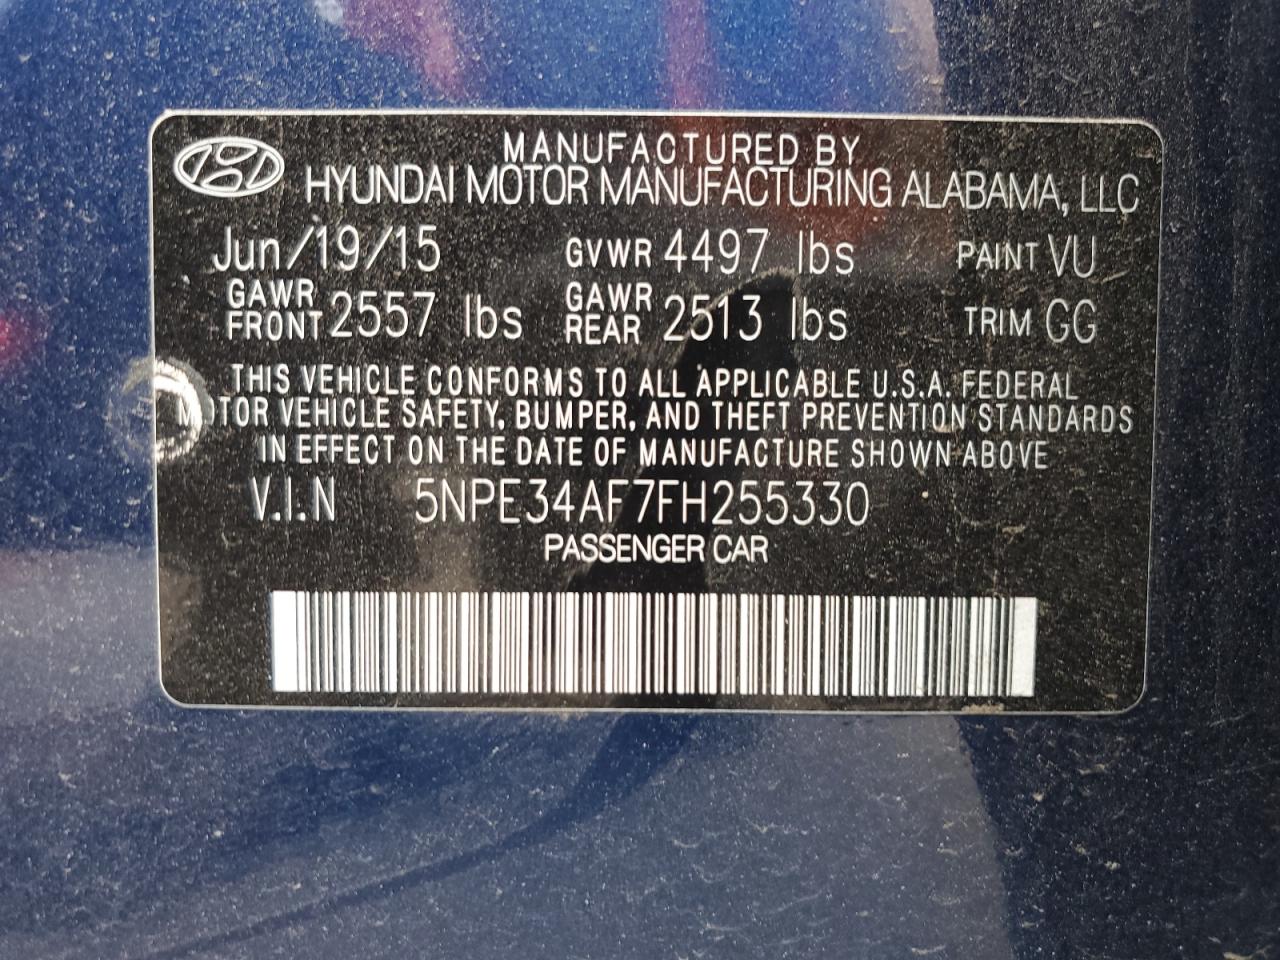 MANUFACTURED BY
HYUNDAI MOTOR MANUFACTURING ALABAMA, LLC
Jun/19/15 GVWR 4497 lbs PAINT VU
GAWR FRONT 2557 lbs GAWR REAR 2513 lbs TRIM GG
THIS VEHICLE CONFORMS TO ALL APPLICABLE U.S.A. FEDERAL
MOTOR VEHICLE SAFETY, BUMPER, AND THEFT PREVENTION STANDARDS
IN EFFECT ON THE DATE OF MANUFACTURE SHOWN ABOVE
V.I.N 5NPE34AF7FH255330
PASSENGER CAR